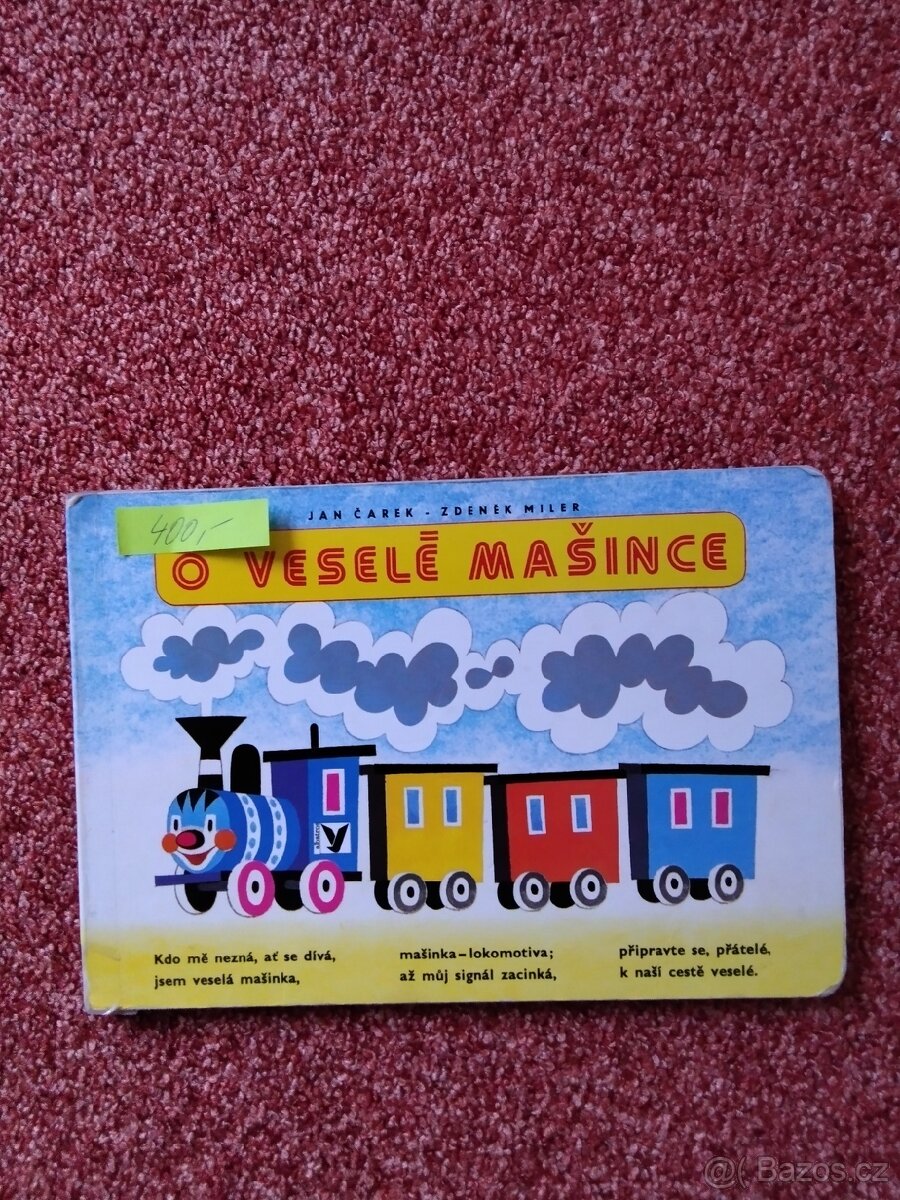 JAN ČAREK - ZDENĚK MILER
400,-
O VESELÉ MAŠINCE
albatros
Kdo mě nezná, ať se dívá,
jsem veselá mašinka,
mašinka-lokomotiva;
až můj signál zacinká,
připravte se, přátelé,
k naší cestě veselé.
@( Bazos.cz